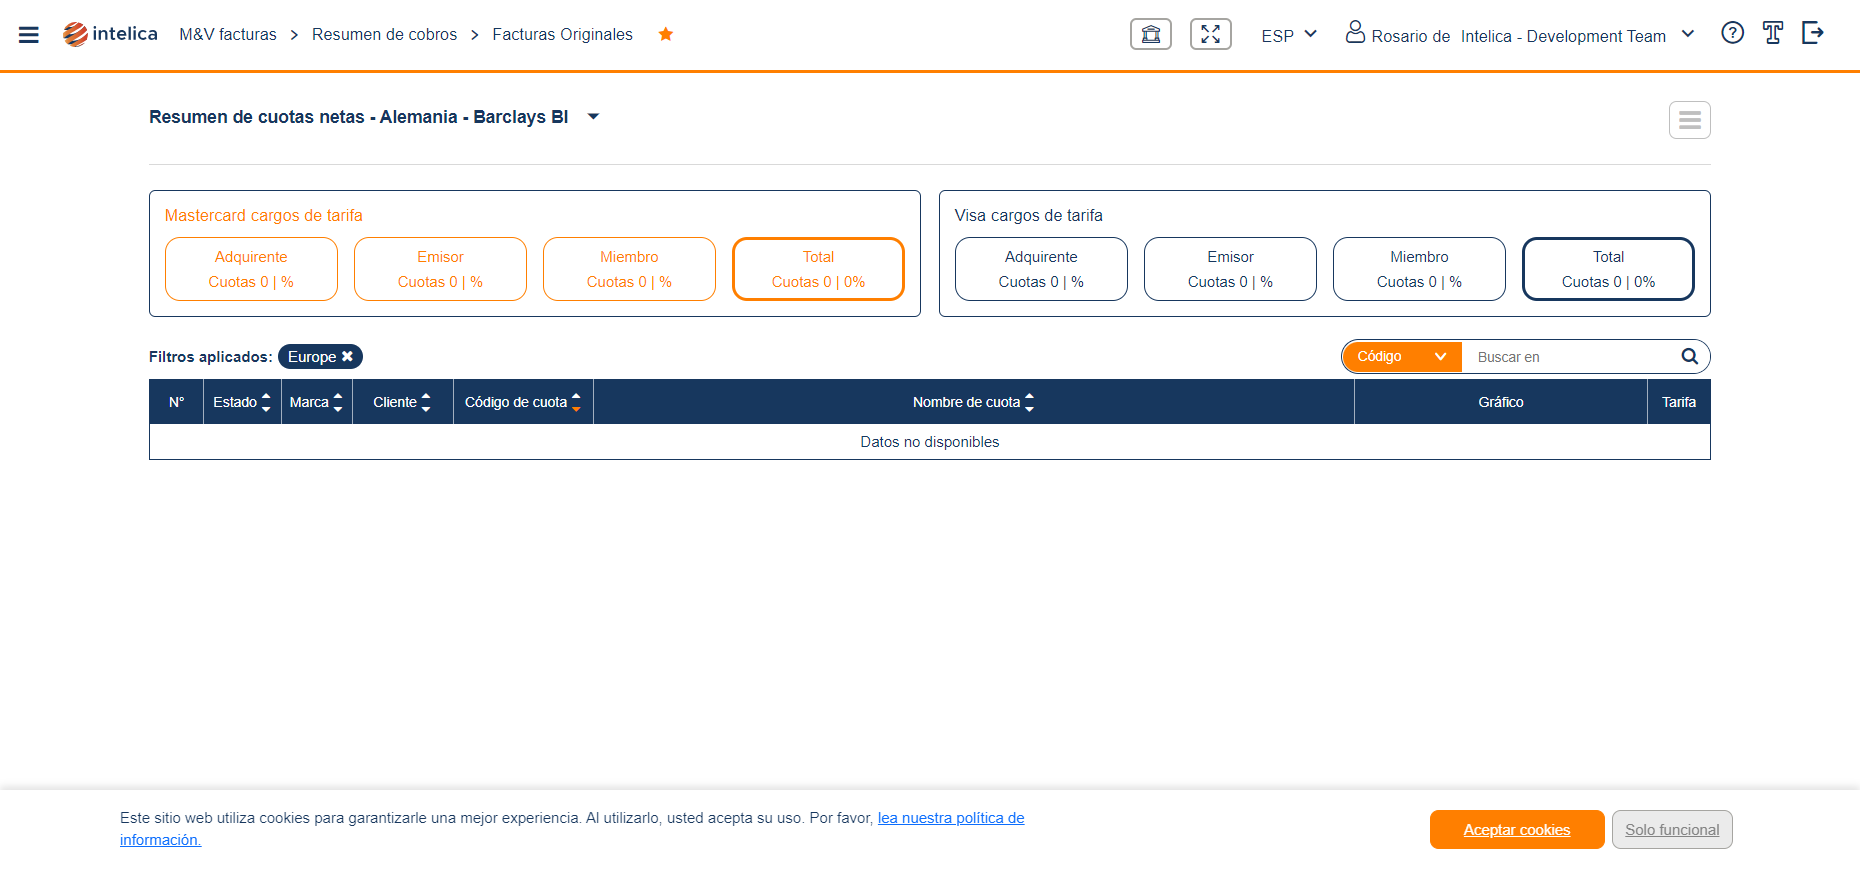 intelica M&V facturas > Resumen de cobros > Facturas Originales ESP Rosario de Intelica - Development Team
Resumen de cuotas netas - Alemania - Barclays BI
Mastercard cargos de tarifa
Adquirente Emisor Miembro Total
Cuotas 0 | % Cuotas 0 | % Cuotas 0 | % Cuotas 0 | 0%
Visa cargos de tarifa
Adquirente Emisor Miembro Total
Cuotas 0 | % Cuotas 0 | % Cuotas 0 | % Cuotas 0 | 0%
Filtros aplicados: Europe Código Buscar en
N° Estado Marca Cliente Código de cuota Nombre de cuota Gráfico Tarifa
Datos no disponibles
Este sitio web utiliza cookies para garantizarle una mejor experiencia. Al utilizarlo, usted acepta su uso. Por favor, lea nuestra política de
información.
Aceptar cookies Solo funcional